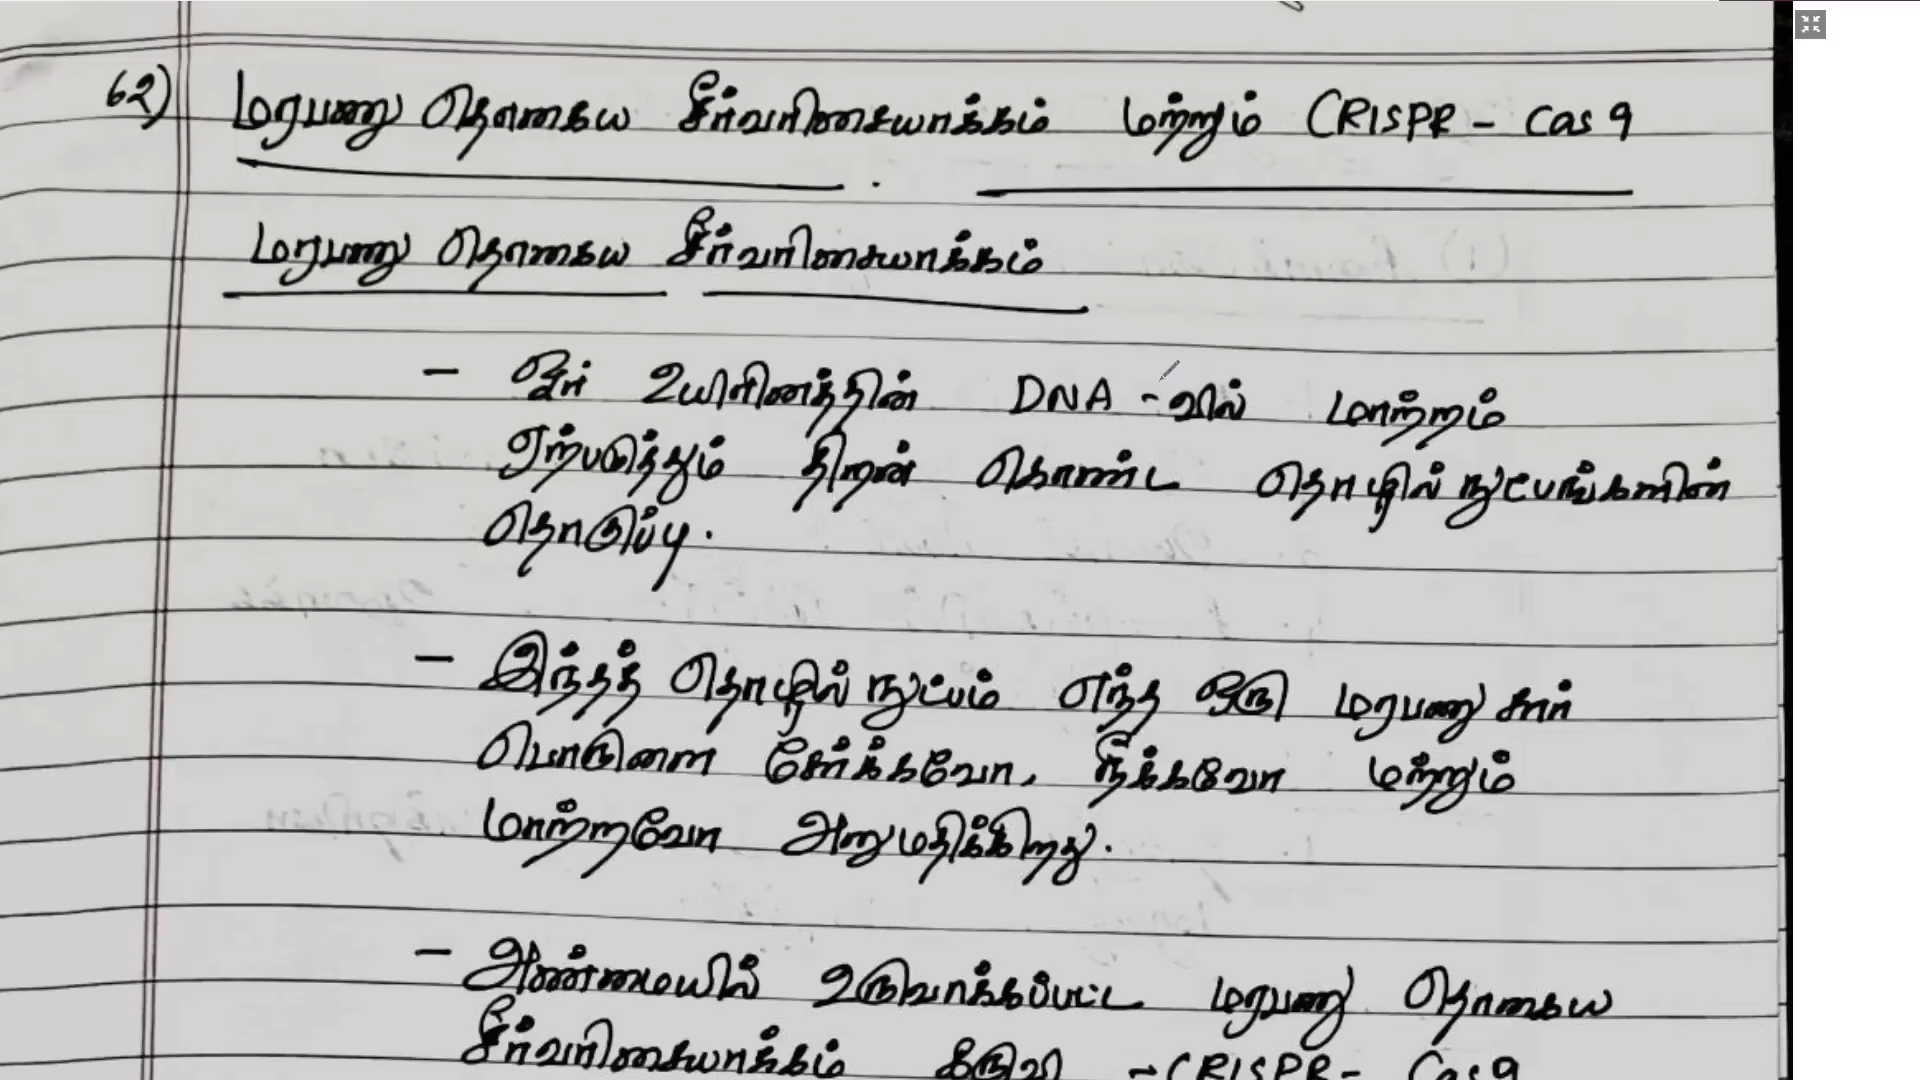 62) மரபணு தொகைய சீர்வரிசையாக்கம் மற்றும் CRISPR - Cas 9
மரபணு தொகைய சீர்வரிசையாக்கம்
- ஓர் உயிரினத்தின் DNA -வில் மாற்றம்
ஏற்படுத்தும் திறன் கொண்ட தொழில் நுட்பங்களின்
தொகுப்பு.
- இந்தத் தொழில் நுட்பம் எந்த ஒரு மரபணு சார்
பொருளை சேர்க்கவோ, நீக்கவோ மற்றும்
மாற்றவோ அனுமதிக்கிறது.
- அண்மையில் உருவாக்கப்பட்ட மரபணு தொகைய
சீர்வரிசையாக்கம் கருவி - CRISPR - Cas 9